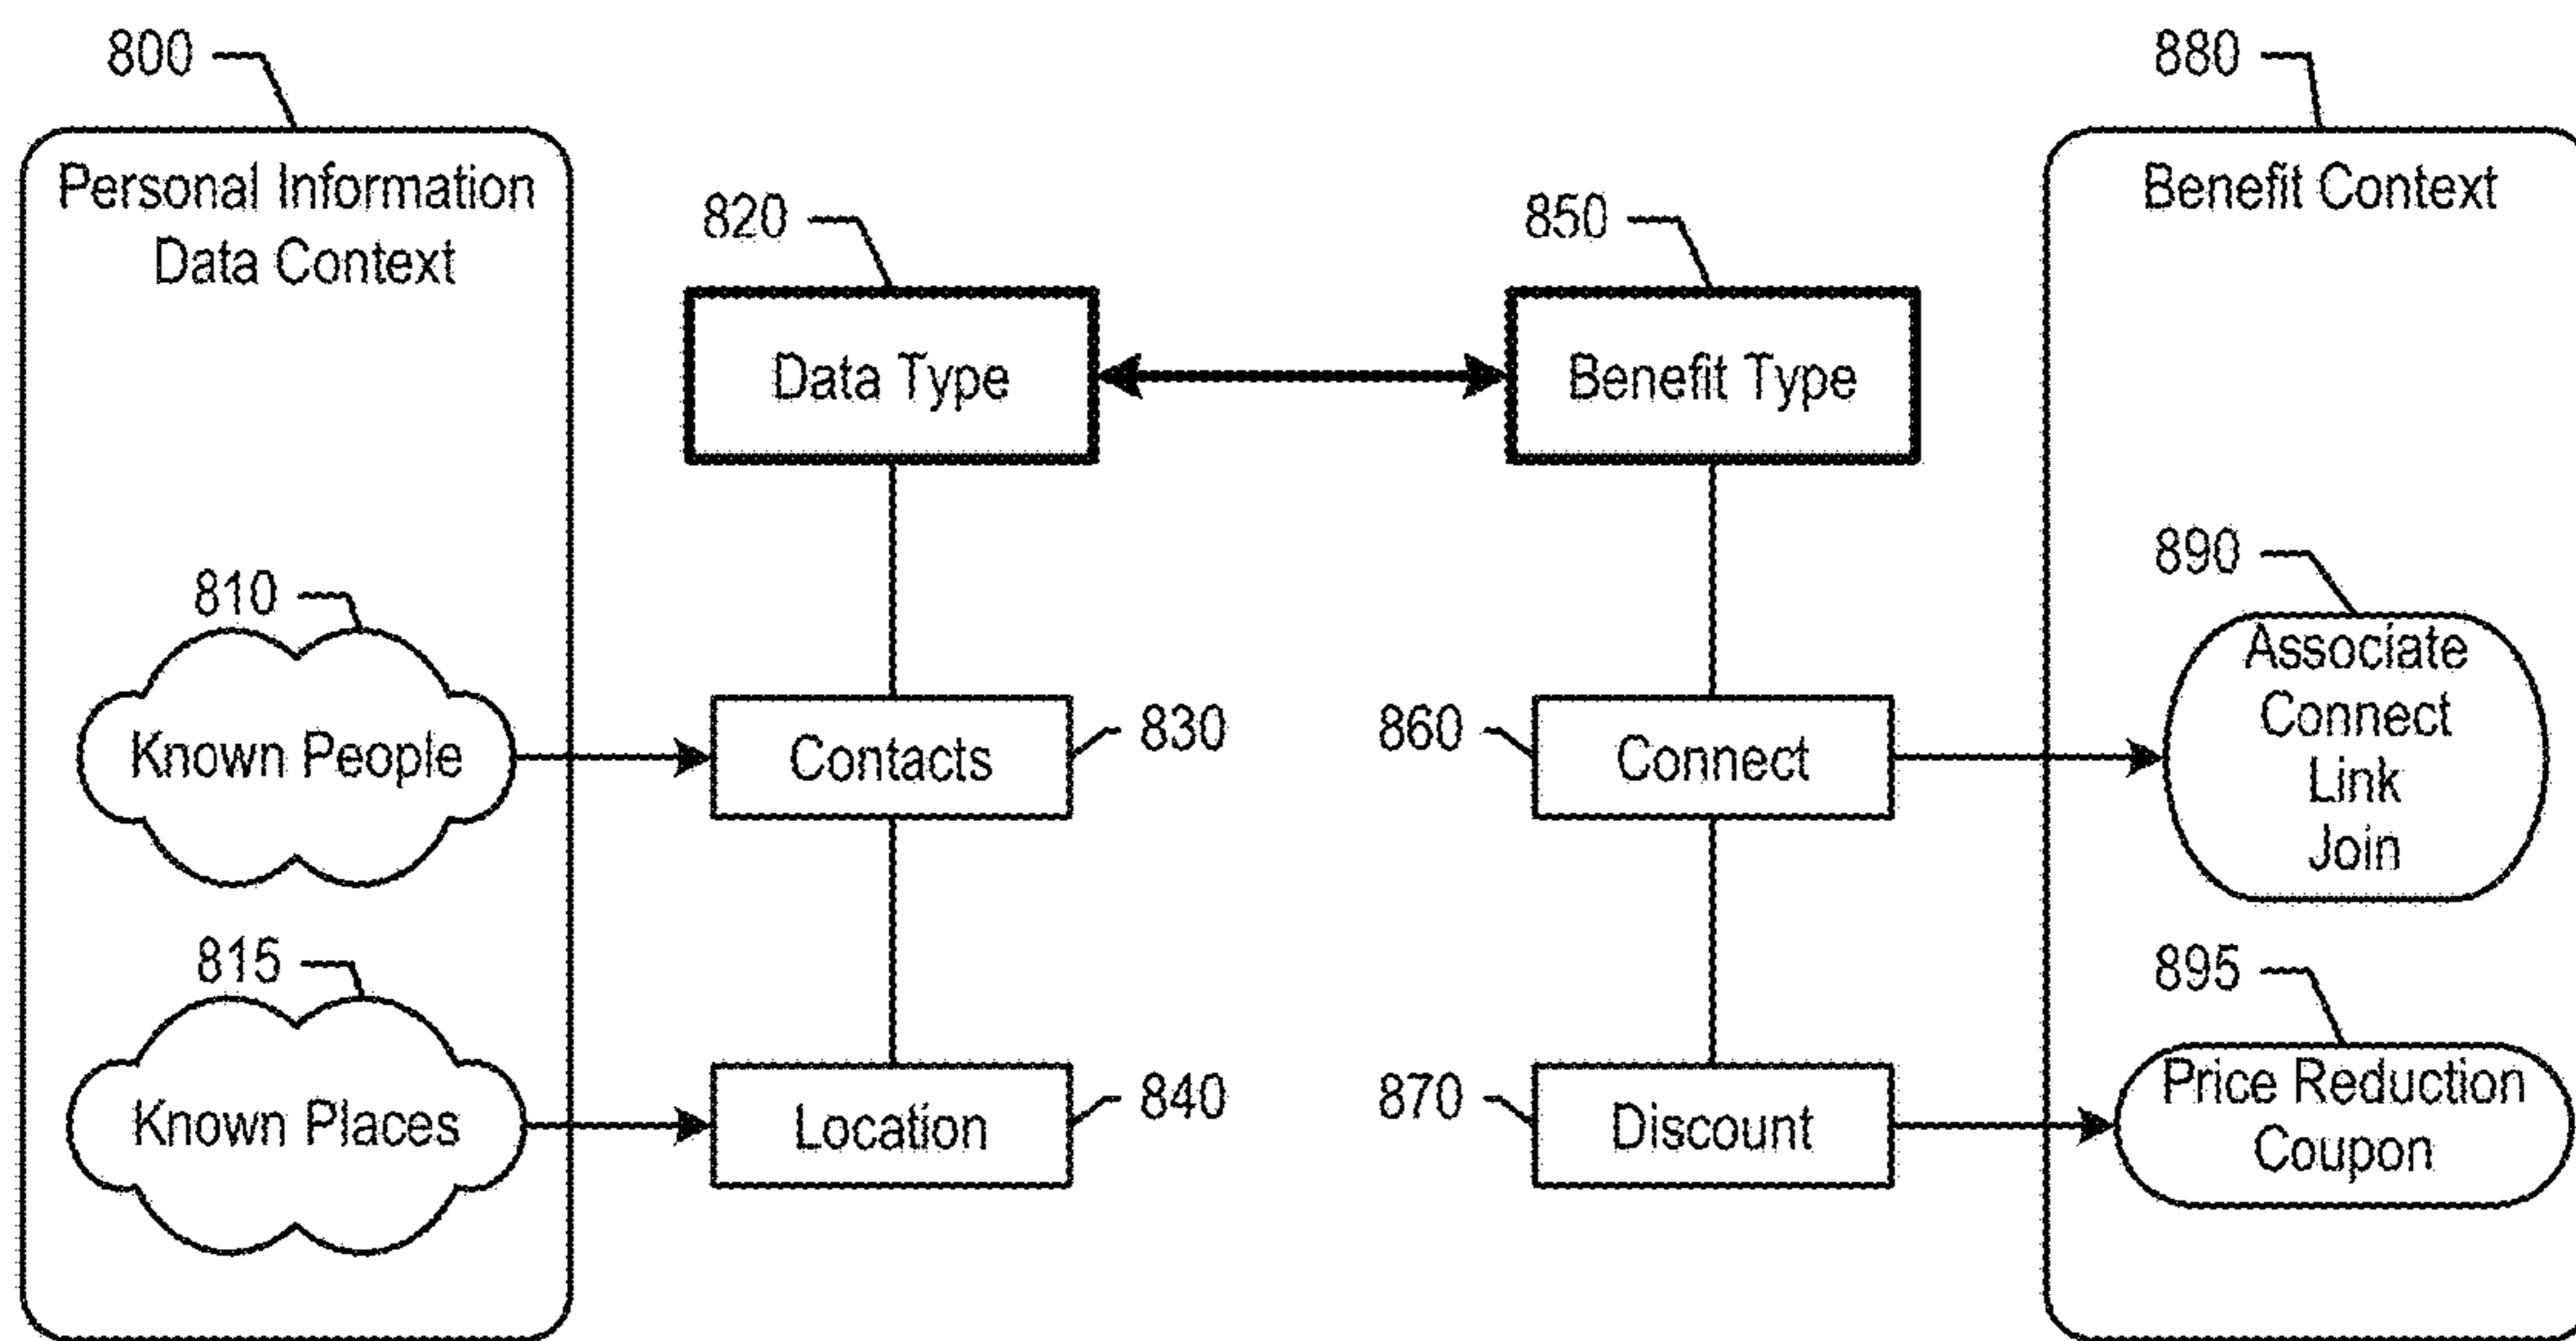 800
880
Personal Information
Data Context
Benefit Context
820
850
Data Type
Benefit Type
810
890
Known People
Contacts
830
860
Connect
Associate
Connect
Link
Join
815
895
Known Places
Location
840
870
Discount
Price Reduction
Coupon